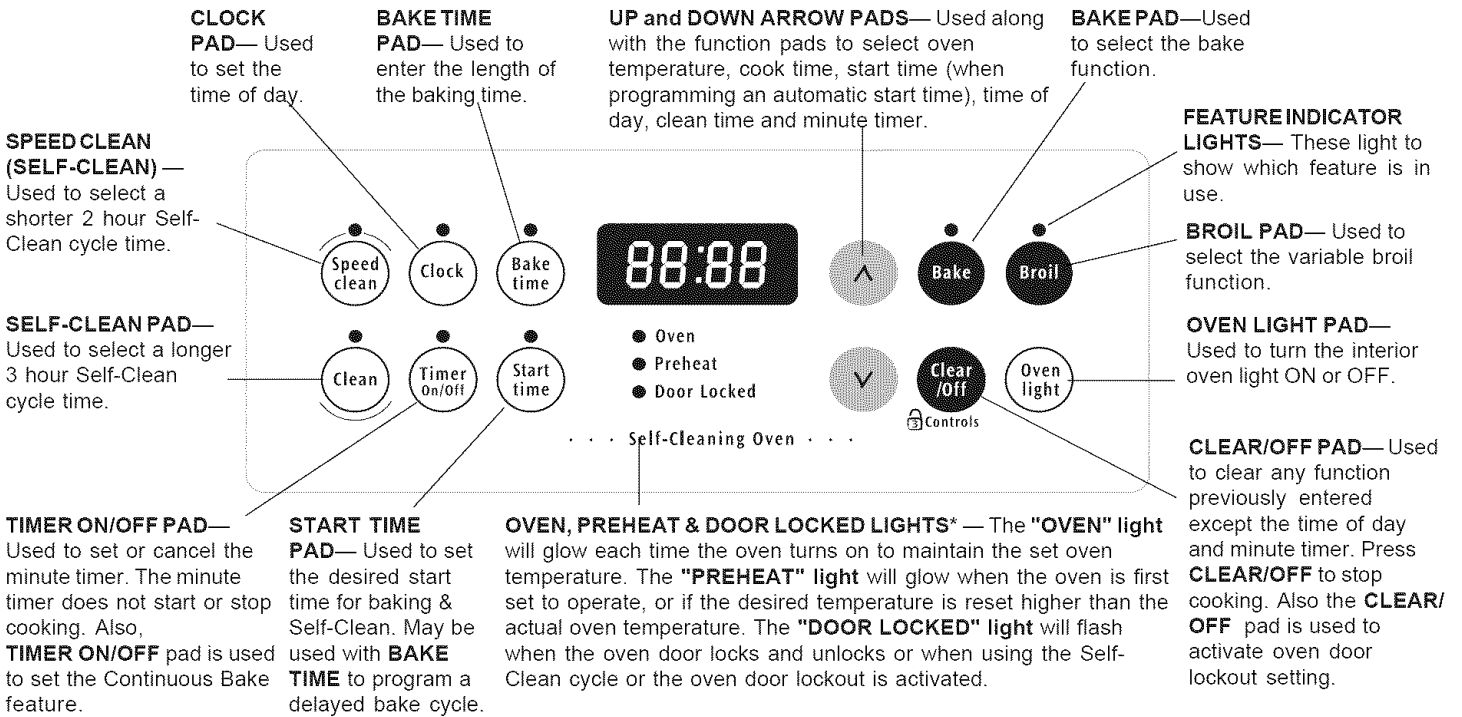 CLOCK
PAD— Used
to set the
time of day.
BAKE TIME
PAD— Used to
enter the length of
the baking time.
UP and DOWN ARROW PADS— Used along
with the function pads to select oven
temperature, cook time, start time (when
programming an automatic start time), time of
day, clean time and minute timer.
BAKE PAD—Used
to select the bake
function.
FEATURE INDICATOR
LIGHTS— These light to
show which feature is in
use.
SPEED CLEAN
(SELF-CLEAN) —
Used to select a
shorter 2 hour Self-
Clean cycle time.
BROIL PAD— Used to
select the variable broil
function.
SELF-CLEAN PAD—
Used to select a longer
3 hour Self-Clean
cycle time.
OVEN LIGHT PAD—
Used to turn the interior
oven light ON or OFF.
Speed
clean
Clock
Bake
time
88:88
∧
Bake
Broil
Clean
Timer
On/Off
Start
time
Oven
Preheat
Door Locked
∨
Clear
/Off
Oven
light
3 Controls
· · · Self-Cleaning Oven · · ·
CLEAR/OFF PAD— Used
to clear any function
previously entered
except the time of day
and minute timer. Press
CLEAR/OFF to stop
cooking. Also the CLEAR/
OFF pad is used to
activate oven door
lockout setting.
TIMER ON/OFF PAD—
Used to set or cancel the
minute timer. The minute
timer does not start or stop
cooking. Also,
TIMER ON/OFF pad is used
to set the Continuous Bake
feature.
START TIME
PAD— Used to set
the desired start
time for baking &
Self-Clean. May be
used with BAKE
TIME to program a
delayed bake cycle.
OVEN, PREHEAT & DOOR LOCKED LIGHTS* — The "OVEN" light
will glow each time the oven turns on to maintain the set oven
temperature. The "PREHEAT" light will glow when the oven is first
set to operate, or if the desired temperature is reset higher than the
actual oven temperature. The "DOOR LOCKED" light will flash
when the oven door locks and unlocks or when using the Self-
Clean cycle or the oven door lockout is activated.